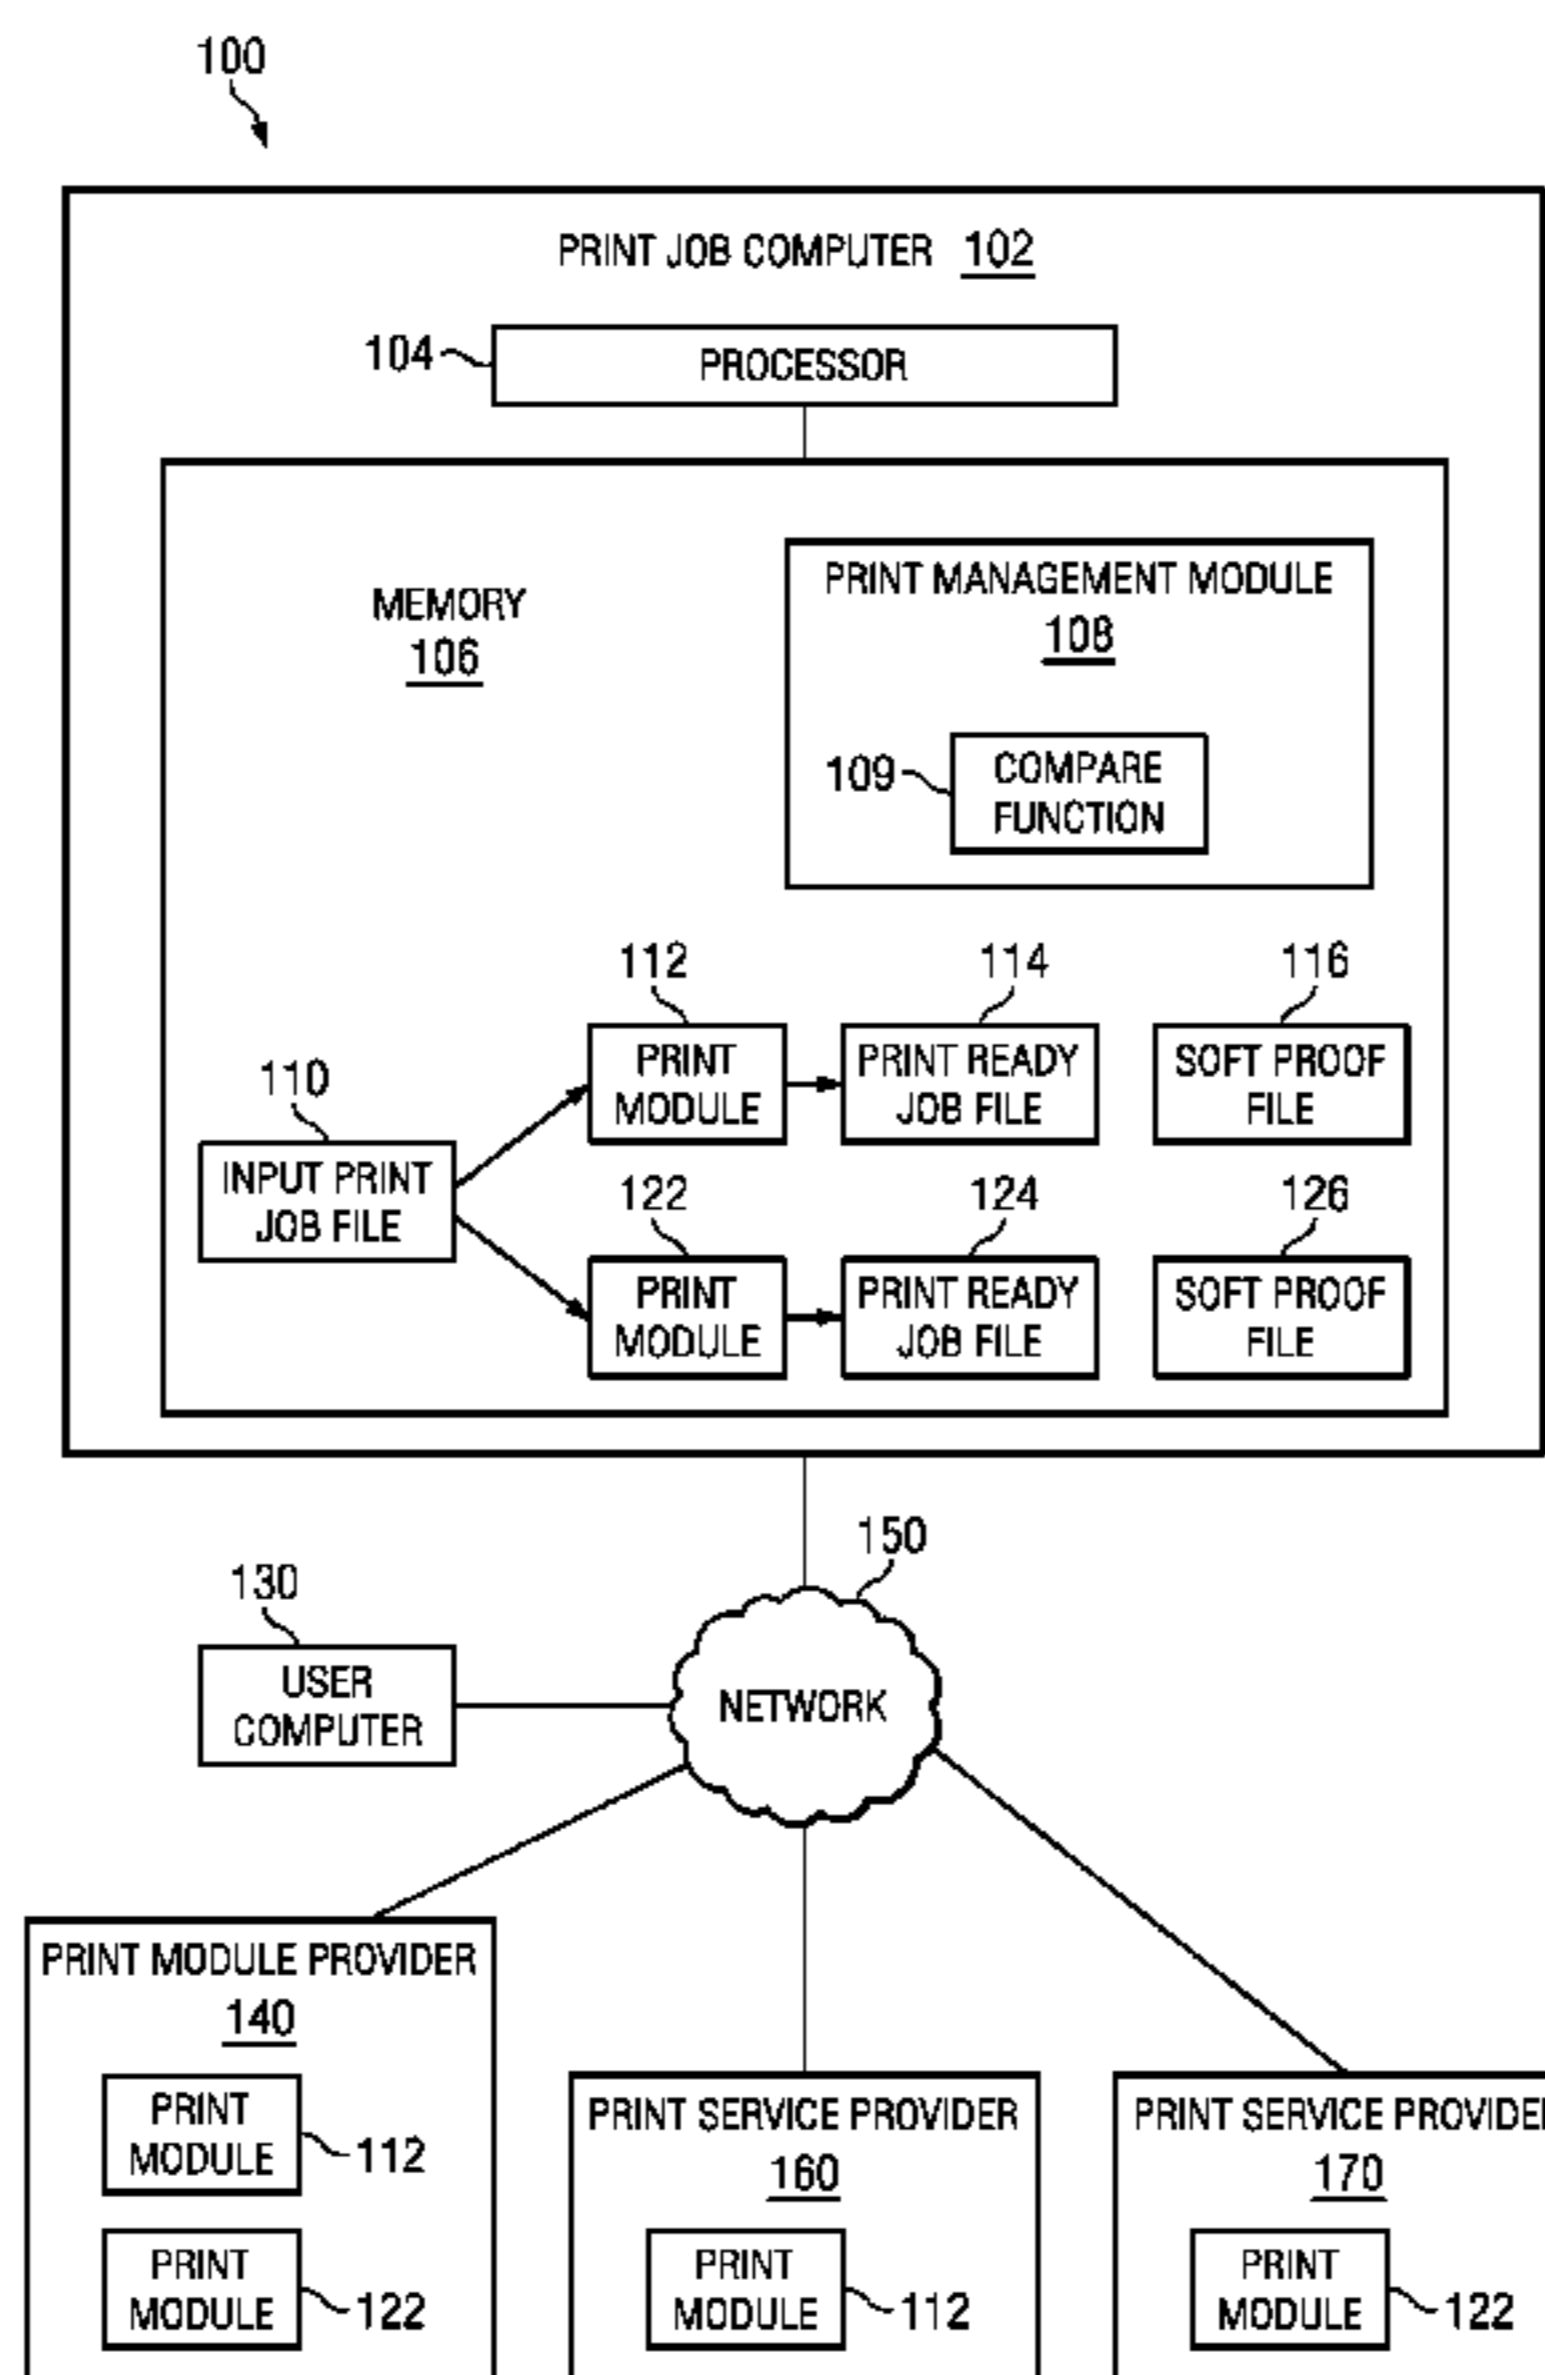 100
PRINT JOB COMPUTER 102
104
PROCESSOR
MEMORY
106
PRINT MANAGEMENT MODULE
108
109
COMPARE
FUNCTION
112
114
116
PRINT
MODULE
PRINT READY
JOB FILE
SOFT PROOF
FILE
110
INPUT PRINT
JOB FILE
122
124
126
PRINT
MODULE
PRINT READY
JOB FILE
SOFT PROOF
FILE
150
130
USER
COMPUTER
NETWORK
PRINT MODULE PROVIDER
140
PRINT
MODULE
112
PRINT
MODULE
122
PRINT SERVICE PROVIDER
160
PRINT
MODULE
112
PRINT SERVICE PROVIDE
170
PRINT
MODULE
122